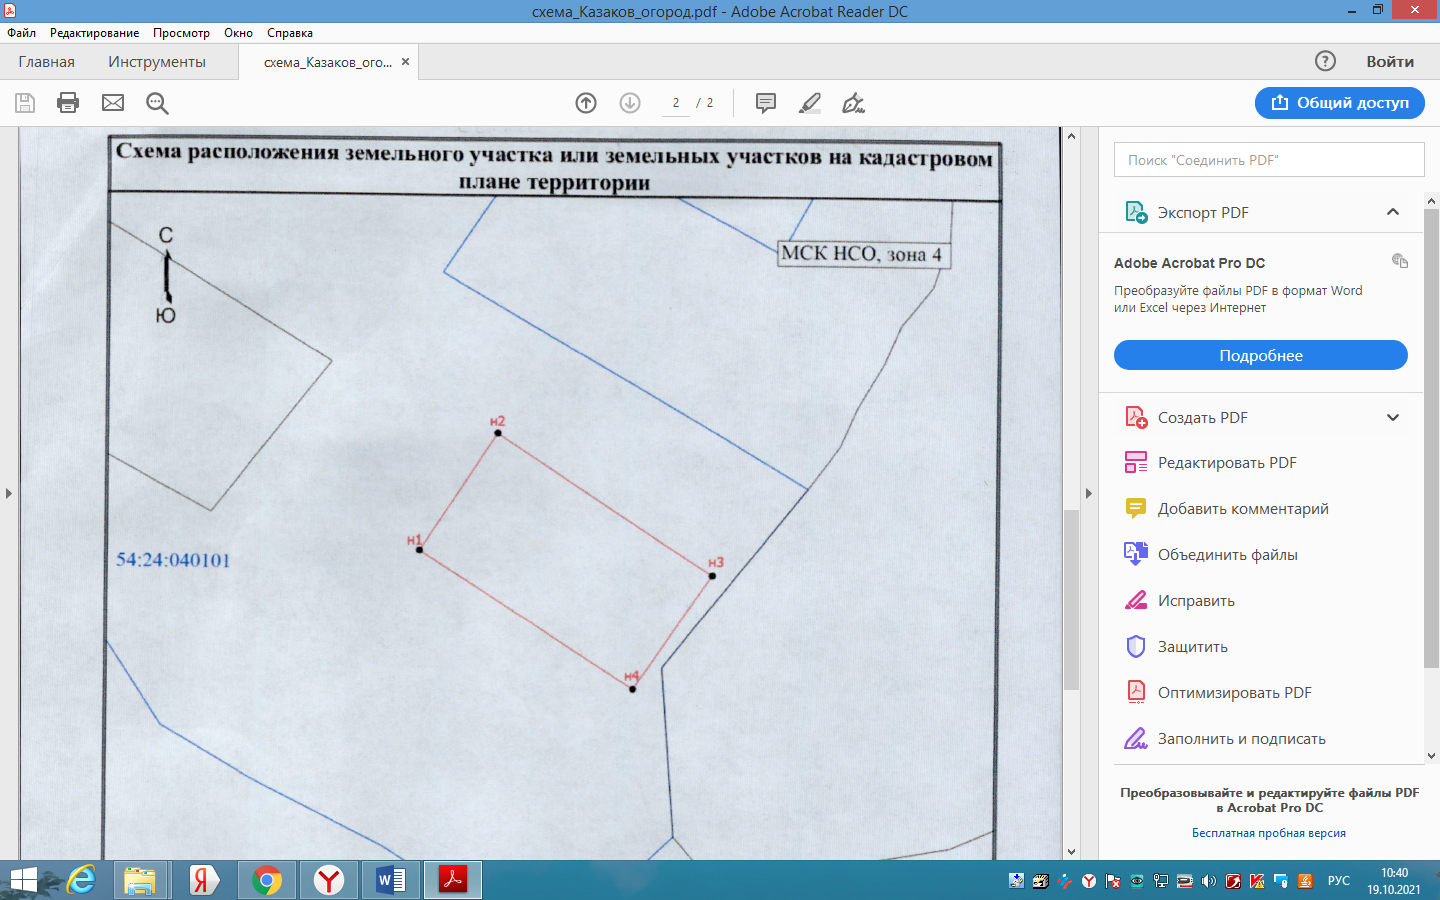 схема_Казаков_огород.pdf - Adobe Acrobat Reader DC
Файл Редактирование Просмотр Окно Справка
Главная Инструменты схема_Казаков_ого... × Войти
2 / 2 Общий доступ
Схема расположения земельного участка или земельных участков на кадастровом
плане территории
С
Ю
МСК НСО, зона 4
н2
н1
н3
н4
54:24:040101
Поиск "Соединить PDF"
Экспорт PDF
Adobe Acrobat Pro DC
Преобразуйте файлы PDF в формат Word
или Excel через Интернет
Подробнее
Создать PDF
Редактировать PDF
Добавить комментарий
Объединить файлы
Исправить
Защитить
Оптимизировать PDF
Заполнить и подписать
Преобразовывайте и редактируйте файлы PDF
в Acrobat Pro DC
Бесплатная пробная версия
РУС
10:40
19.10.2021